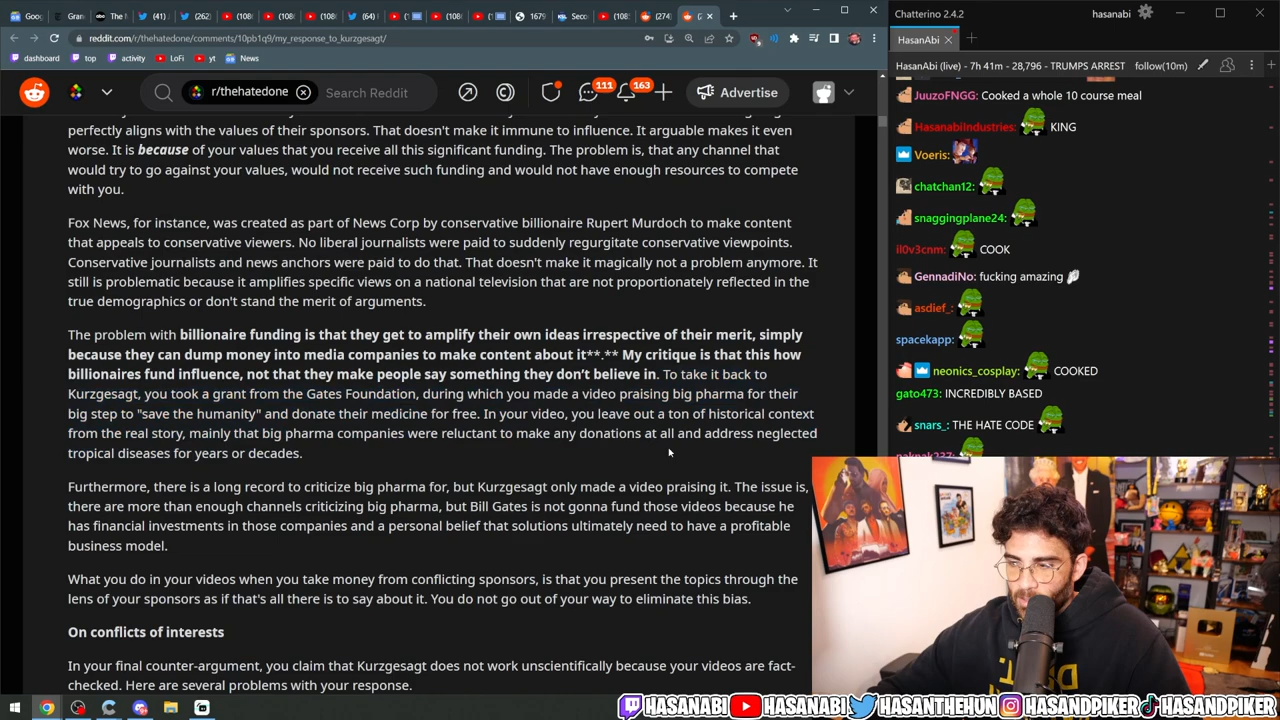 Goog
Gran
The N
(41)
(262
(108
(108
(108
(64)
(108
1679
Seco
(108
(274)
reddit.com/r/thehatedone/comments/10pb1q9/my_response_to_kurzgesagt/
dashboard
top
activity
LoFi
yt
News
r/thehatedone
Search Reddit
111
163
Advertise
perfectly aligns with the values of their sponsors. That doesn't make it immune to influence. It arguable makes it even
worse. It is because of your values that you receive all this significant funding. The problem is, that any channel that
would try to go against your values, would not receive such funding and would not have enough resources to compete
with you.
Fox News, for instance, was created as part of News Corp by conservative billionaire Rupert Murdoch to make content
that appeals to conservative viewers. No liberal journalists were paid to suddenly regurgitate conservative viewpoints.
Conservative journalists and news anchors were paid to do that. That doesn't make it magically not a problem anymore. It
still is problematic because it amplifies specific views on a national television that are not proportionately reflected in the
true demographics or don't stand the merit of arguments.
The problem with billionaire funding is that they get to amplify their own ideas irrespective of their merit, simply
because they can dump money into media companies to make content about it**.** My critique is that this how
billionaires fund influence, not that they make people say something they don't believe in. To take it back to
Kurzgesagt, you took a grant from the Gates Foundation, during which you made a video praising big pharma for their
big step to "save the humanity" and donate their medicine for free. In your video, you leave out a ton of historical context
from the real story, mainly that big pharma companies were reluctant to make any donations at all and address neglected
tropical diseases for years or decades.
Furthermore, there is a long record to criticize big pharma for, but Kurzgesagt only made a video praising it. The issue is,
there are more than enough channels criticizing big pharma, but Bill Gates is not gonna fund those videos because he
has financial investments in those companies and a personal belief that solutions ultimately need to have a profitable
business model.
What you do in your videos when you take money from conflicting sponsors, is that you present the topics through the
lens of your sponsors as if that's all there is to say about it. You do not go out of your way to eliminate this bias.
On conflicts of interests
In your final counter-argument, you claim that Kurzgesagt does not work unscientifically because your videos are fact-
checked. Here are several problems with your response.
Chatterino 2.4.2
hasanabi
HasanAbi
HasanAbi (live) - 7h 41m - 28,796 - TRUMPS ARREST
follow(10m)
JuuzoFNGG: Cooked a whole 10 course meal
HasanabiIndustries: KING
Voeris:
chatchan12:
snaggingplane24:
il0v3cnm: COOK
GennadiNo: fucking amazing
asdief_:
spacekapp:
neonics_cosplay: COOKED
gato473: INCREDIBLY BASED
snars_: THE HATE CODE
HASANABI
HASANABI
HASANTHEHUN
HASANDPIKER
HASANDPIKER